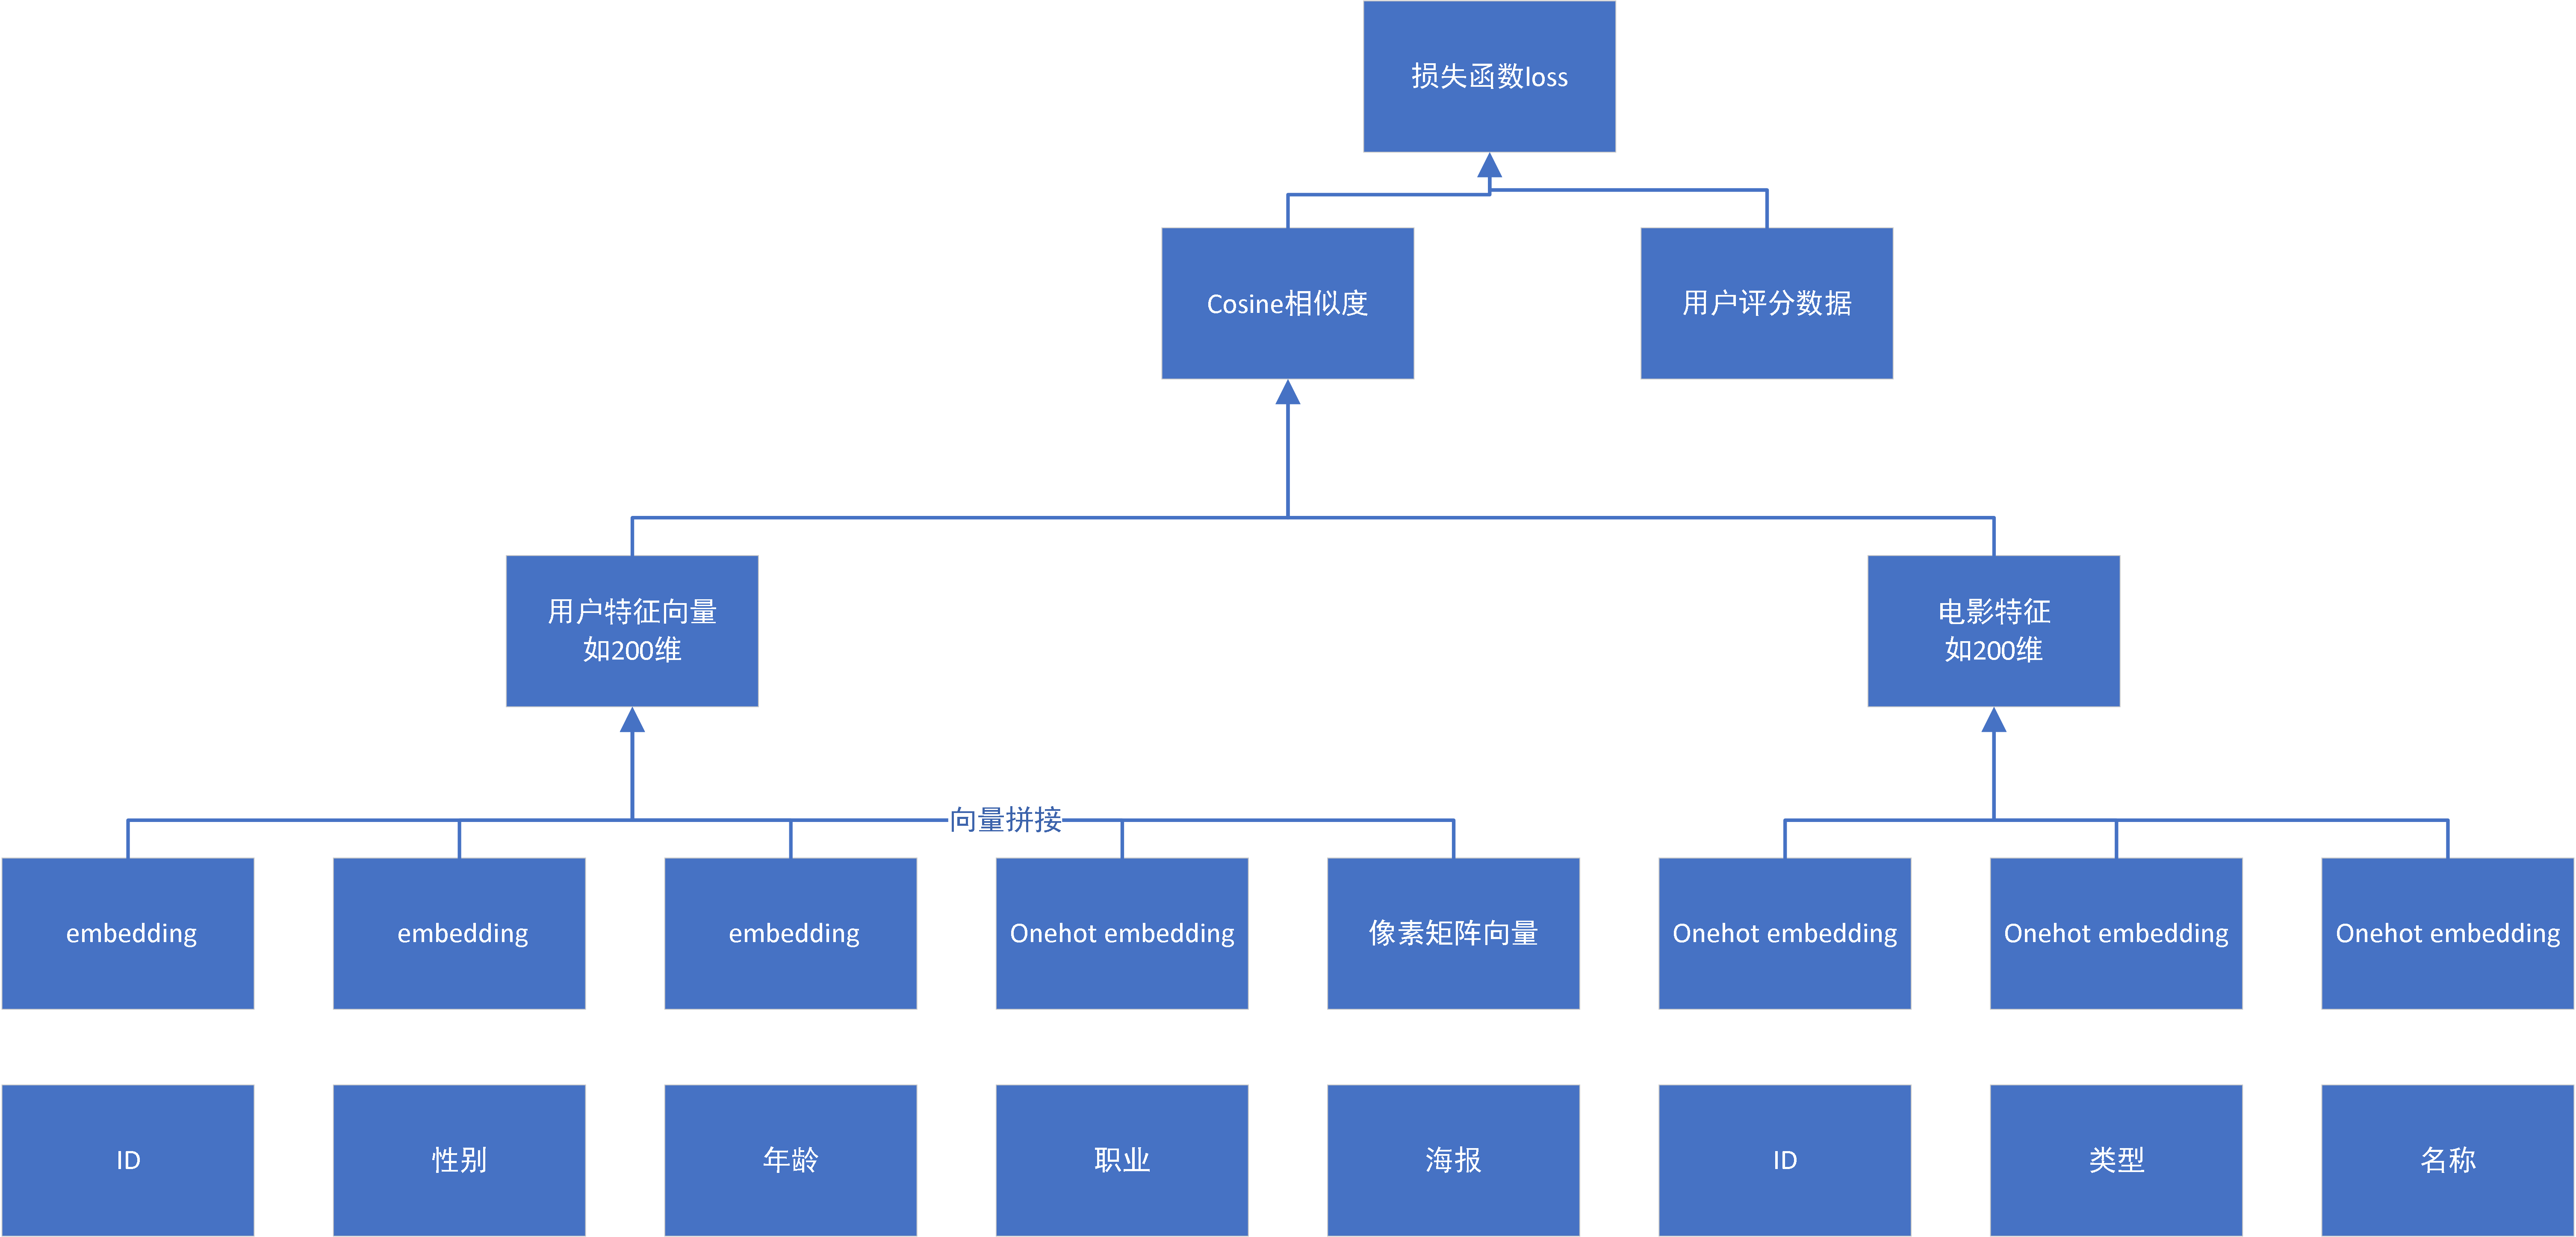 损失函数loss
Cosine相似度
用户评分数据
用户特征向量
如200维
电影特征
如200维
向量拼接
embedding
embedding
embedding
Onehot embedding
像素矩阵向量
Onehot embedding
Onehot embedding
Onehot embedding
ID
性别
年龄
职业
海报
ID
类型
名称